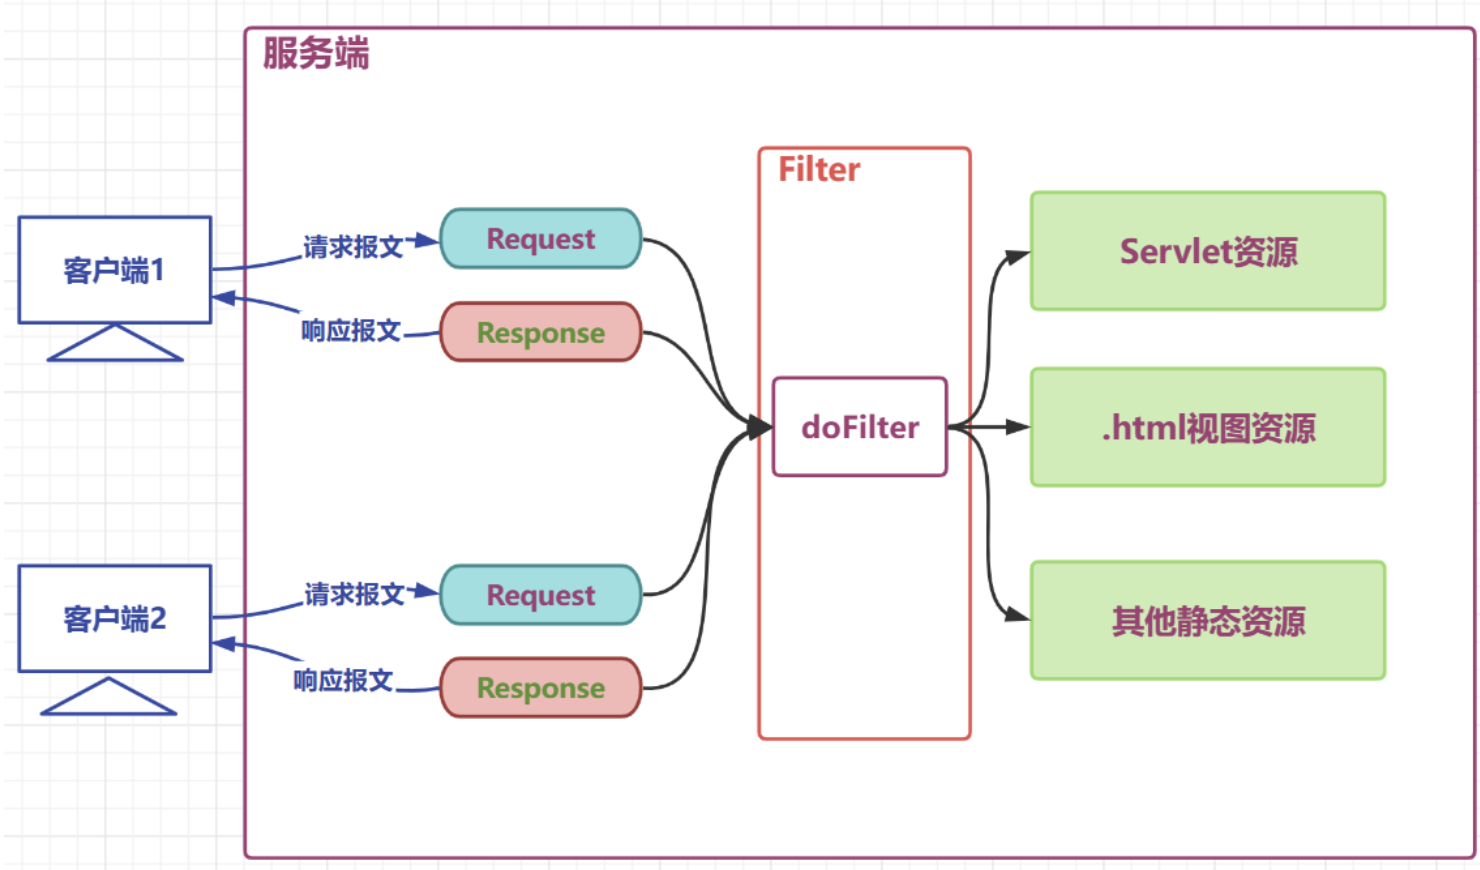 服务端
Filter
客户端1
请求报文
Request
响应报文
Response
doFilter
Servlet资源
.html视图资源
客户端2
请求报文
Request
响应报文
Response
其他静态资源